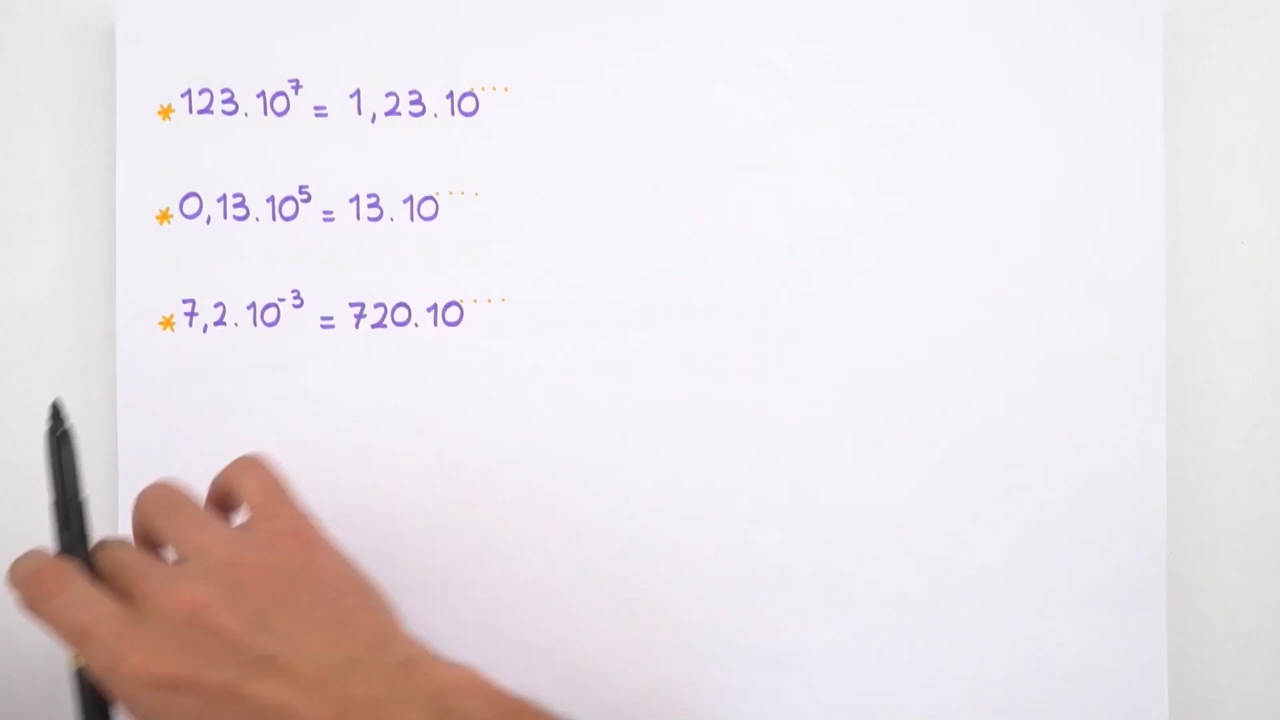 * 123.10⁷ = 1,23.10....
* 0,13.10⁵ = 13.10....
* 7,2.10⁻³ = 720.10....